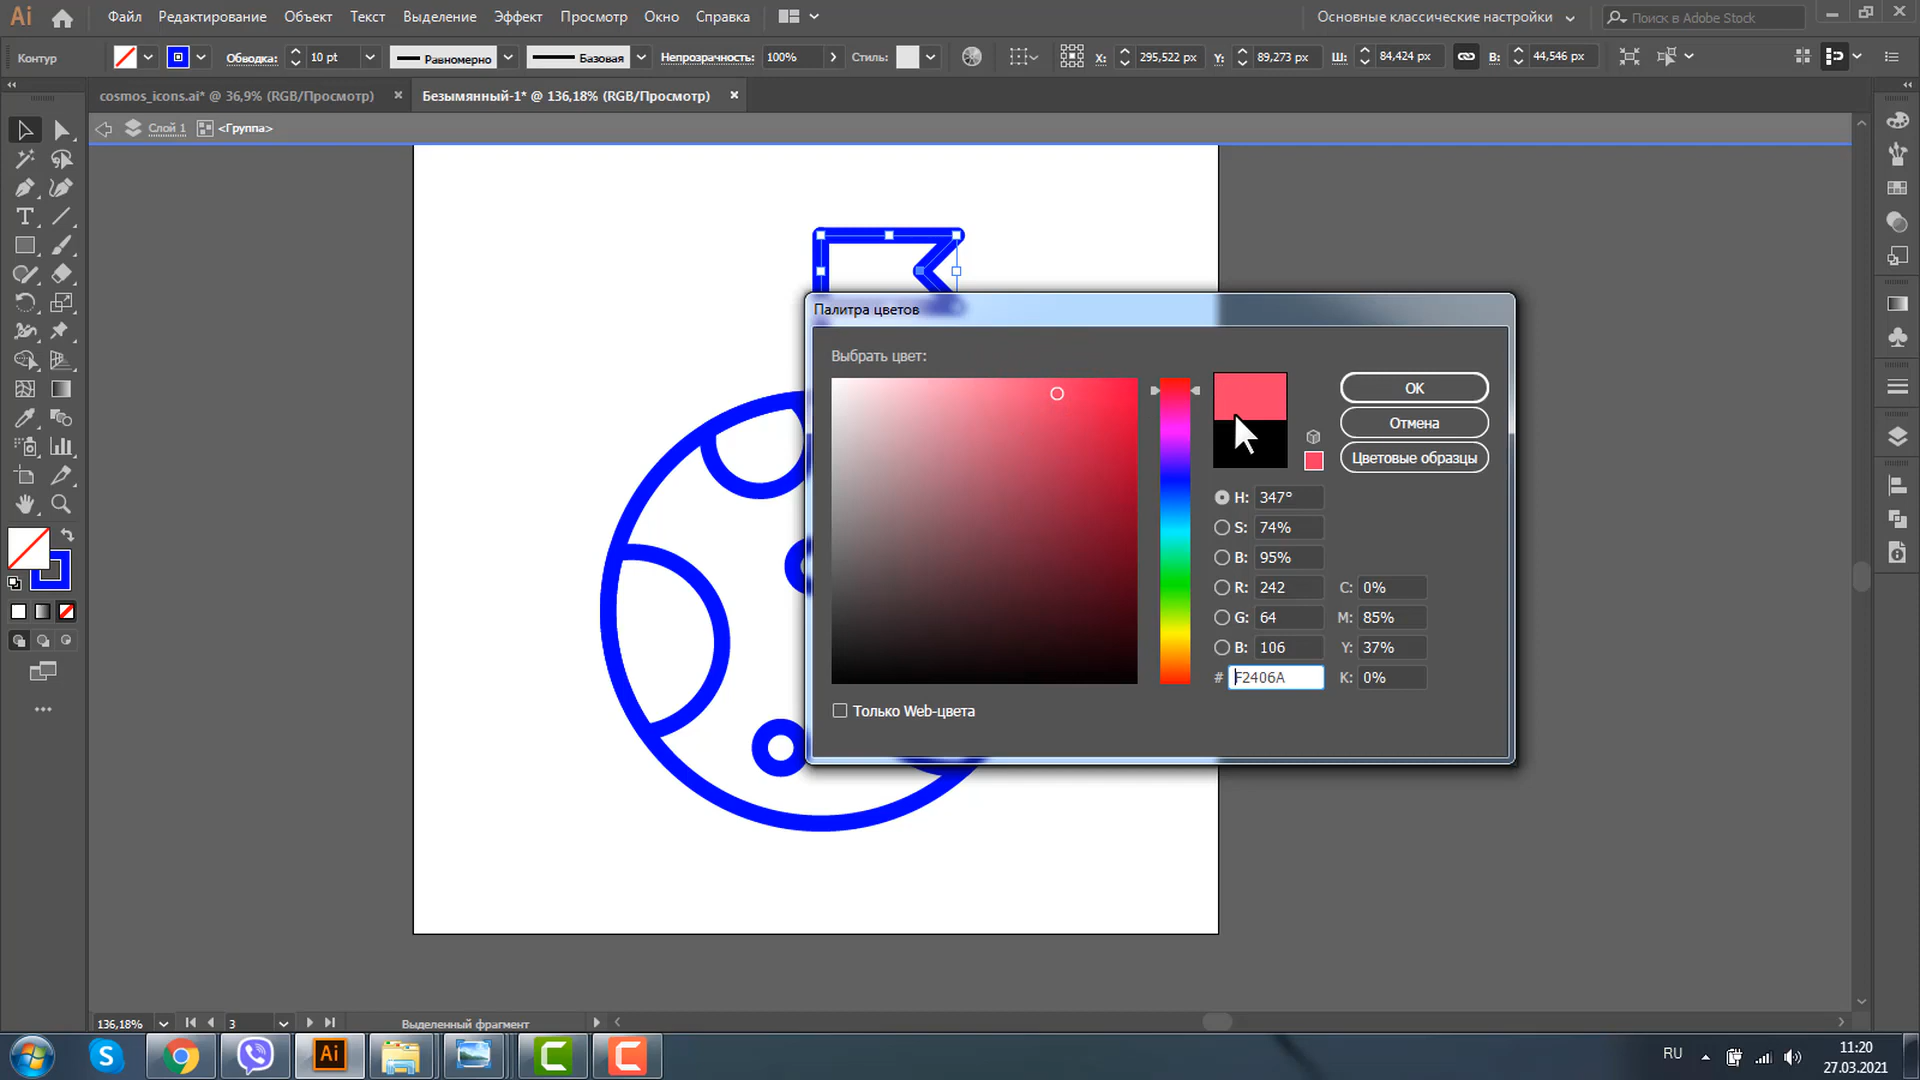 Ai Файл Редактирование Объект Текст Выделение Эффект Просмотр Окно Справка Основные классические настройки Поиск в Adobe Stock
Контур Обводка: 10 pt Равномерно Базовая Непрозрачность: 100% Стиль: X: 295,522 px Y: 89,273 px Ш: 84,424 px В: 44,546 px
cosmos_icons.ai* @ 36,9% (RGB/Просмотр) Безымянный-1* @ 136,18% (RGB/Просмотр)
Слой 1 <Группа>
Палитра цветов
Выбрать цвет:
OK
Отмена
Цветовые образцы
H: 347°
S: 74%
B: 95%
R: 242 C: 0%
G: 64 M: 85%
B: 106 Y: 37%
# F2406A K: 0%
Только Web-цвета
136,18% 3 Выделенный фрагмент
RU 11:20
27.03.2021